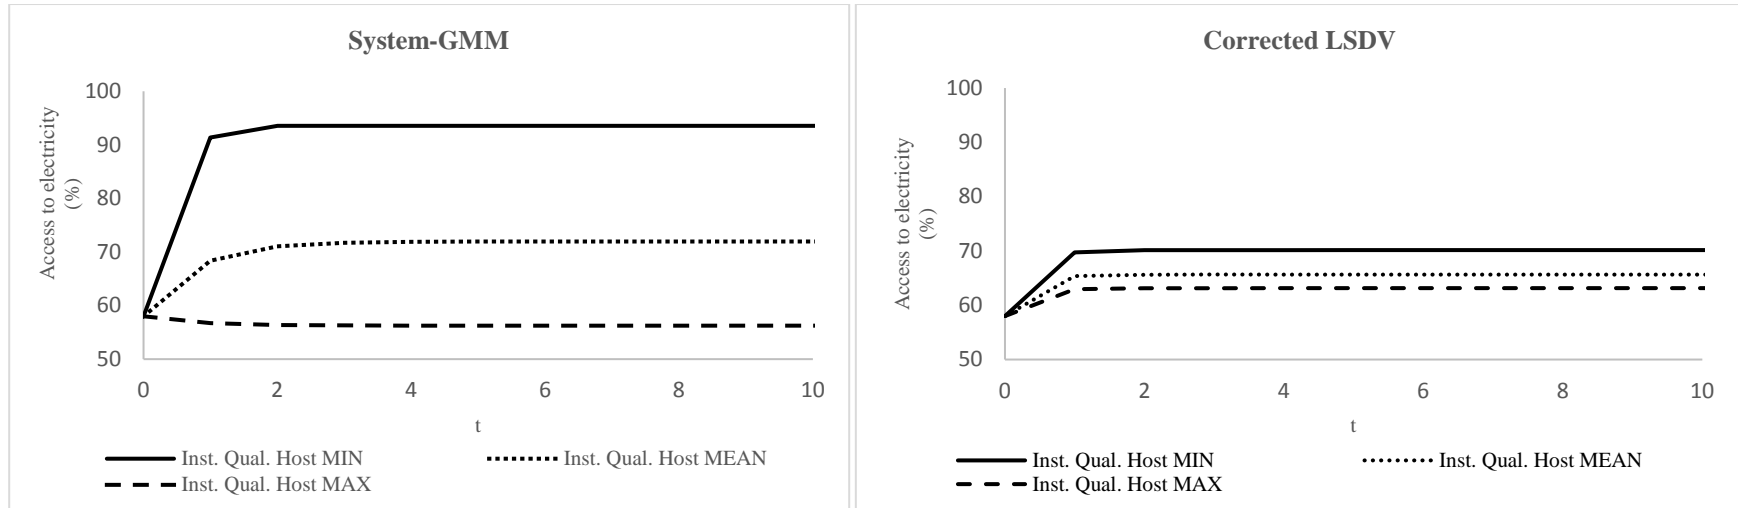 System-GMM
Access to electricity
(%)
100
90
80
70
60
50
0 2 4 6 8 10
t
Inst. Qual. Host MIN Inst. Qual. Host MEAN
Inst. Qual. Host MAX
Corrected LSDV
Access to electricity
(%)
100
90
80
70
60
50
0 2 4 6 8 10
t
Inst. Qual. Host MIN Inst. Qual. Host MEAN
Inst. Qual. Host MAX